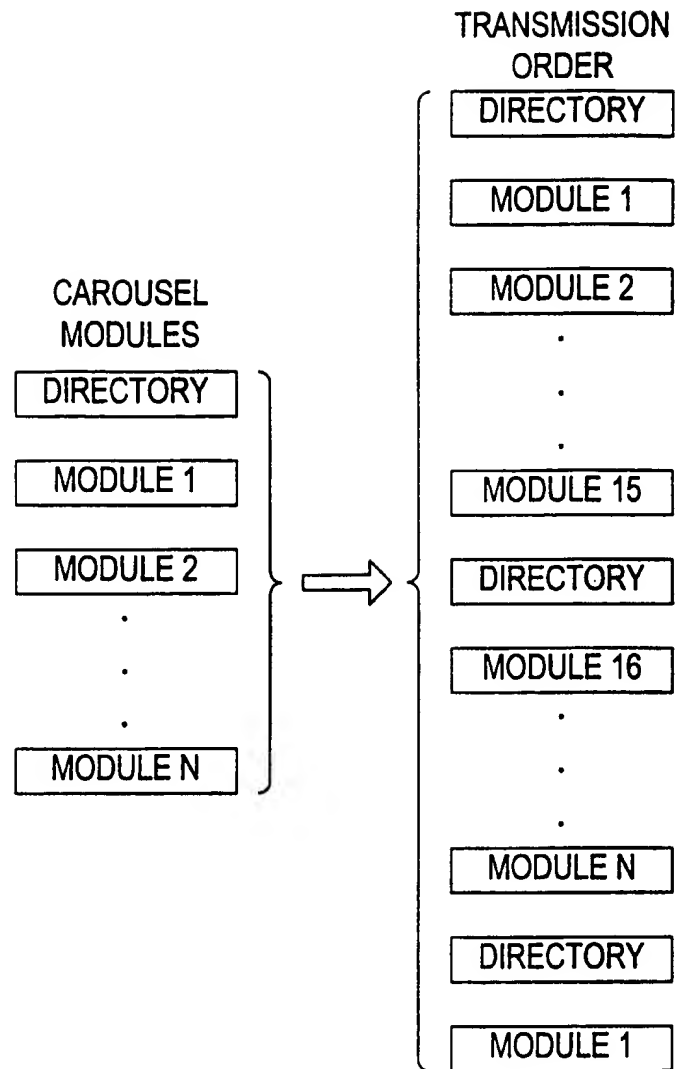 CAROUSEL
MODULES
DIRECTORY
MODULE 1
MODULE 2
.
.
.
MODULE N
TRANSMISSION
ORDER
DIRECTORY
MODULE 1
MODULE 2
.
.
.
MODULE 15
DIRECTORY
MODULE 16
.
.
.
MODULE N
DIRECTORY
MODULE 1